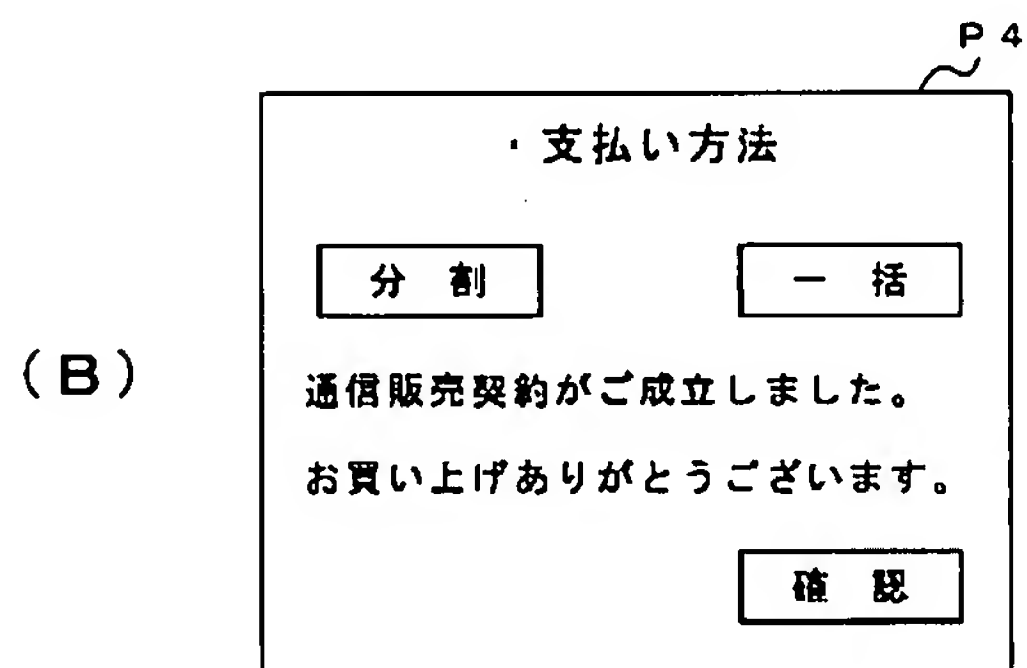 P4
・支払い方法
分割 一括
(B)
通信販売契約がご成立しました。
お買い上げありがとうございます。
確認